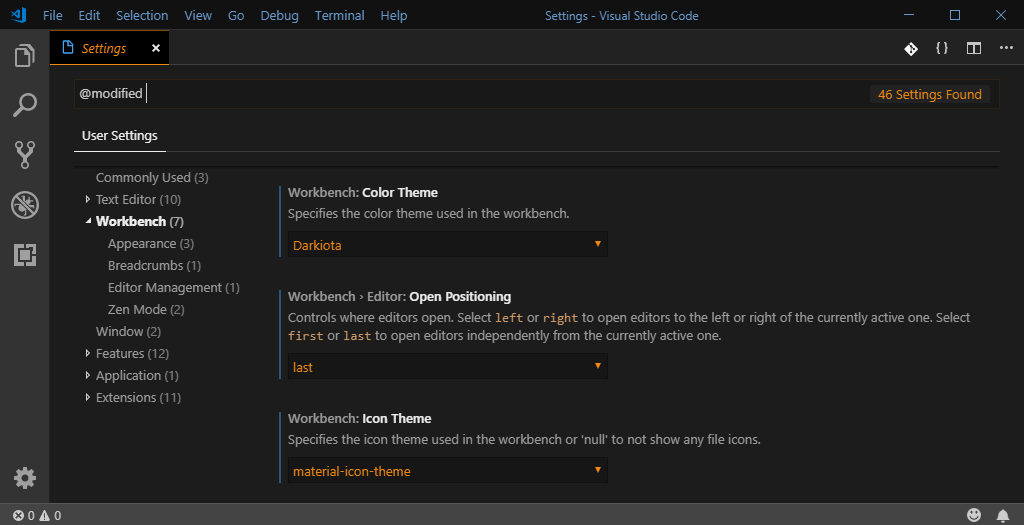 File Edit Selection View Go Debug Terminal Help Settings - Visual Studio Code
Settings
@modified
46 Settings Found
User Settings
Commonly Used (3)
Text Editor (10)
Workbench (7)
Appearance (3)
Breadcrumbs (1)
Editor Management (1)
Zen Mode (2)
Window (2)
Features (12)
Application (1)
Extensions (11)
Workbench: Color Theme
Specifies the color theme used in the workbench.
Darkiota
Workbench › Editor: Open Positioning
Controls where editors open. Select left or right to open editors to the left or right of the currently active one. Select
first or last to open editors independently from the currently active one.
last
Workbench: Icon Theme
Specifies the icon theme used in the workbench or 'null' to not show any file icons.
material-icon-theme
0 0